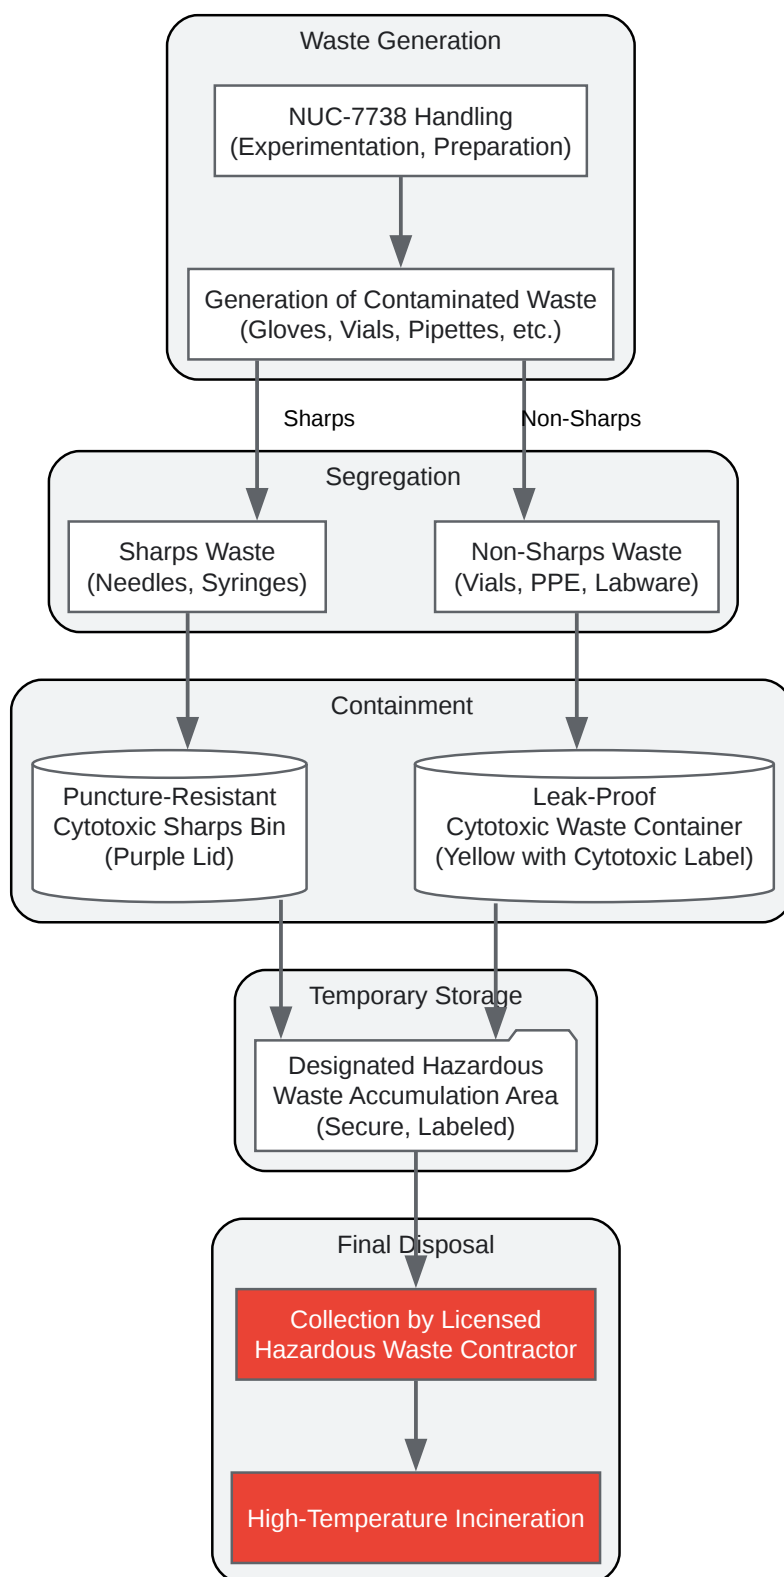 Waste Generation
NUC-7738 Handling
(Experimentation, Preparation)
Generation of Contaminated Waste
(Gloves, Vials, Pipettes, etc.)
Sharps
Non-Sharps
Segregation
Sharps Waste
(Needles, Syringes)
Non-Sharps Waste
(Vials, PPE, Labware)
Containment
Puncture-Resistant
Cytotoxic Sharps Bin
(Purple Lid)
Leak-Proof
Cytotoxic Waste Container
(Yellow with Cytotoxic Label)
Temporary Storage
Designated Hazardous
Waste Accumulation Area
(Secure, Labeled)
Final Disposal
Collection by Licensed
Hazardous Waste Contractor
High-Temperature Incineration